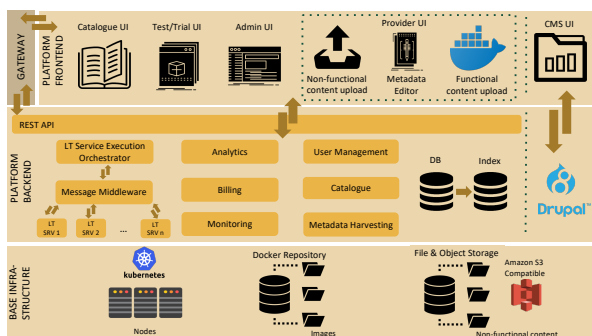 GATEWAY
PLATFORM
FRONTEND
Catalogue UI
Test/Trial UI
Admin UI
Provider UI
Non-functional
content upload
Metadata
Editor
Functional
content upload
CMS UI
PLATFORM
BACKEND
REST API
LT Service Execution
Orchestrator
Message Middleware
LT
SRV 1
LT
SRV 2
...
LT
SRV n
Analytics
Billing
Monitoring
User Management
Catalogue
Metadata Harvesting
DB
Index
Drupal
BASE INFRA-
STRUCTURE
kubernetes
Nodes
Docker Repository
Images
File & Object Storage
Amazon S3
Compatible
Non-functional content